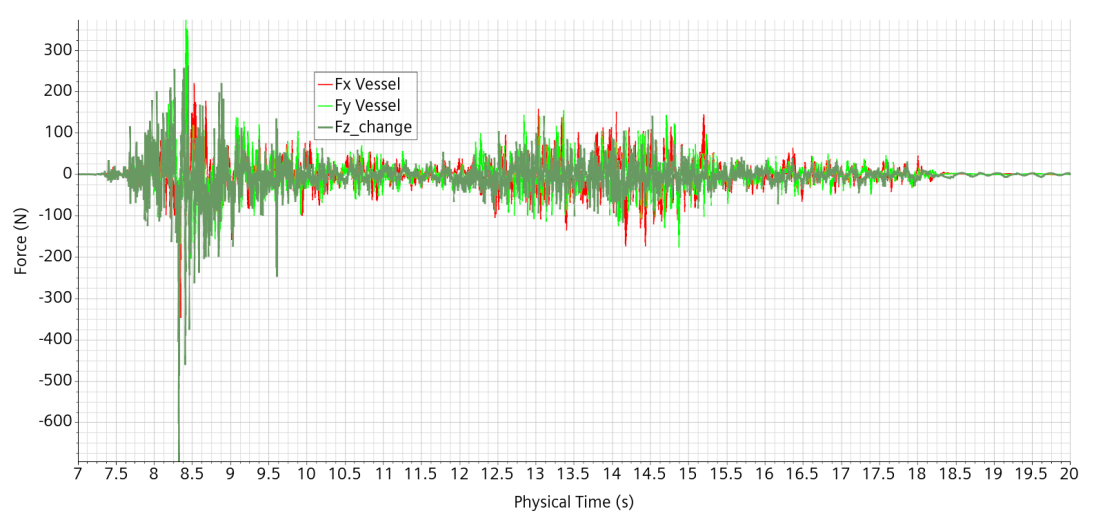 Force (N)
300
200
100
0
-100
-200
-300
-400
-500
-600
Fx Vessel
Fy Vessel
Fz_change
7 7.5 8 8.5 9 9.5 10 10.5 11 11.5 12 12.5 13 13.5 14 14.5 15 15.5 16 16.5 17 17.5 18 18.5 19 19.5 20
Physical Time (s)